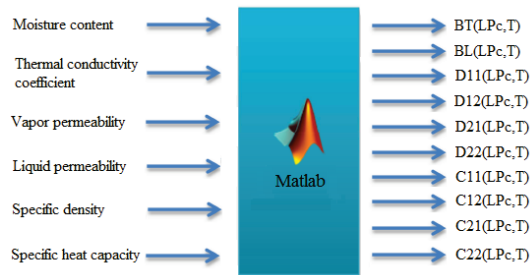 Moisture content
Thermal conductivity
coefficient
Vapor permeability
Liquid permeability
Specific density
Specific heat capacity
Matlab
BT(LPc,T)
BL(LPc,T)
D11(LPc,T)
D12(LPc,T)
D21(LPc,T)
D22(LPc,T)
C11(LPc,T)
C12(LPc,T)
C21(LPc,T)
C22(LPc,T)